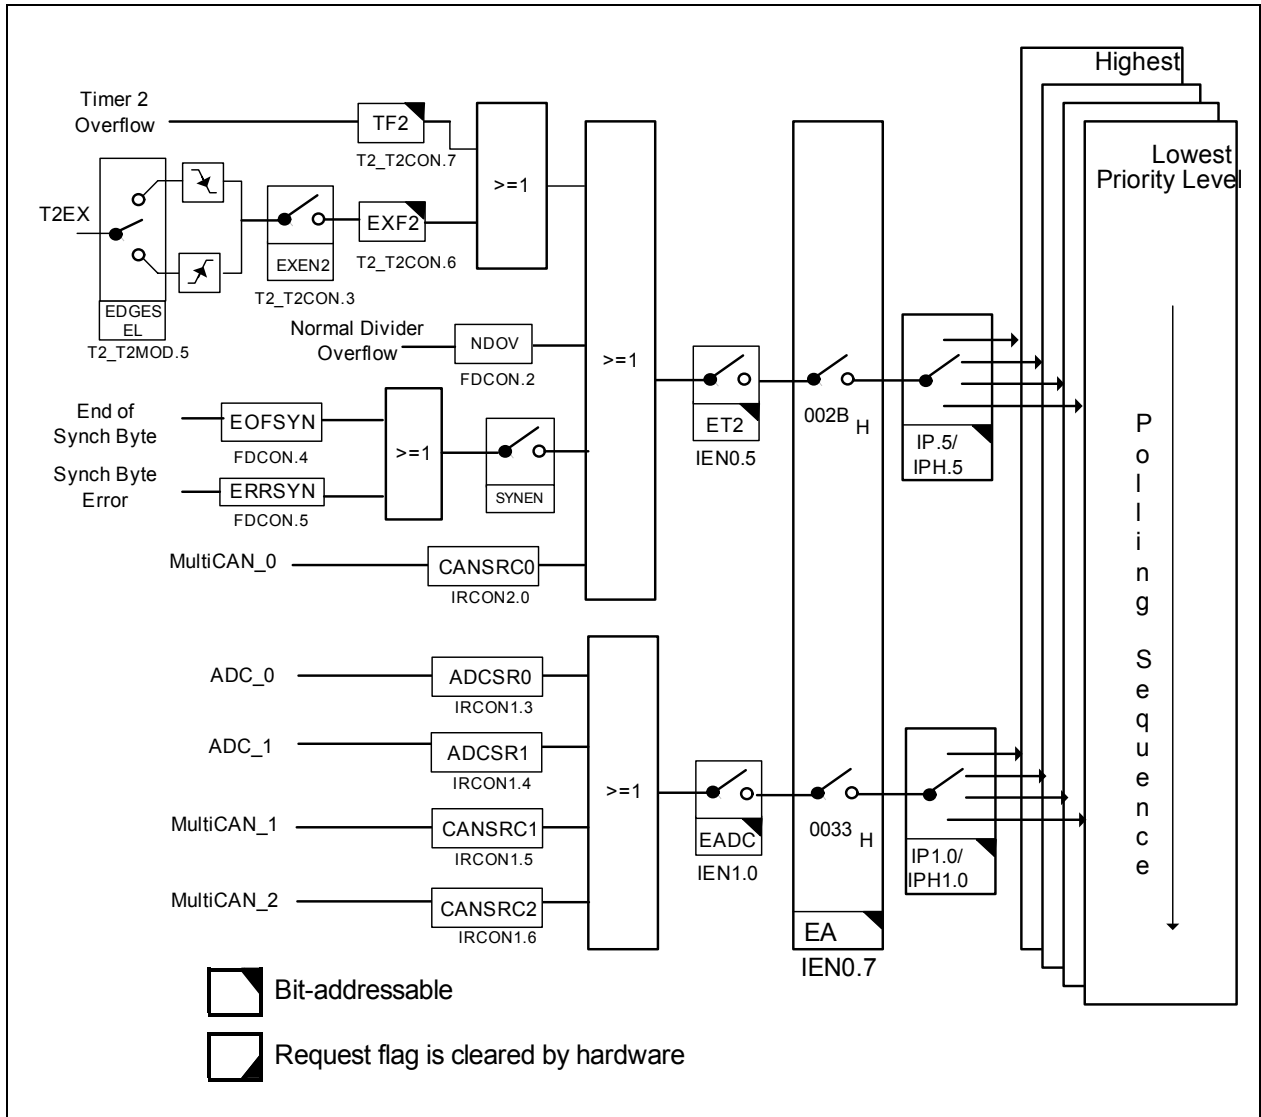 Highest
Lowest
Priority Level
Timer 2
Overflow
TF2
T2_T2CON.7
>=1
T2EX
EXF2
T2_T2CON.6
EXEN2
T2_T2CON.3
EDGES
EL
T2_T2MOD.5
Normal Divider
Overflow
NDOV
FDCON.2
>=1
End of
Synch Byte
EOFSYN
FDCON.4
>=1
Synch Byte
Error
ERRSYN
FDCON.5
SYNEN
MultiCAN_0
CANSRC0
IRCON2.0
ET2
IEN0.5
002B H
IP.5/
IPH.5
Polling Sequence
ADC_0
ADCSR0
IRCON1.3
ADC_1
ADCSR1
IRCON1.4
>=1
MultiCAN_1
CANSRC1
IRCON1.5
MultiCAN_2
CANSRC2
IRCON1.6
EADC
IEN1.0
0033 H
IP1.0/
IPH1.0
EA
IEN0.7
Bit-addressable
Request flag is cleared by hardware